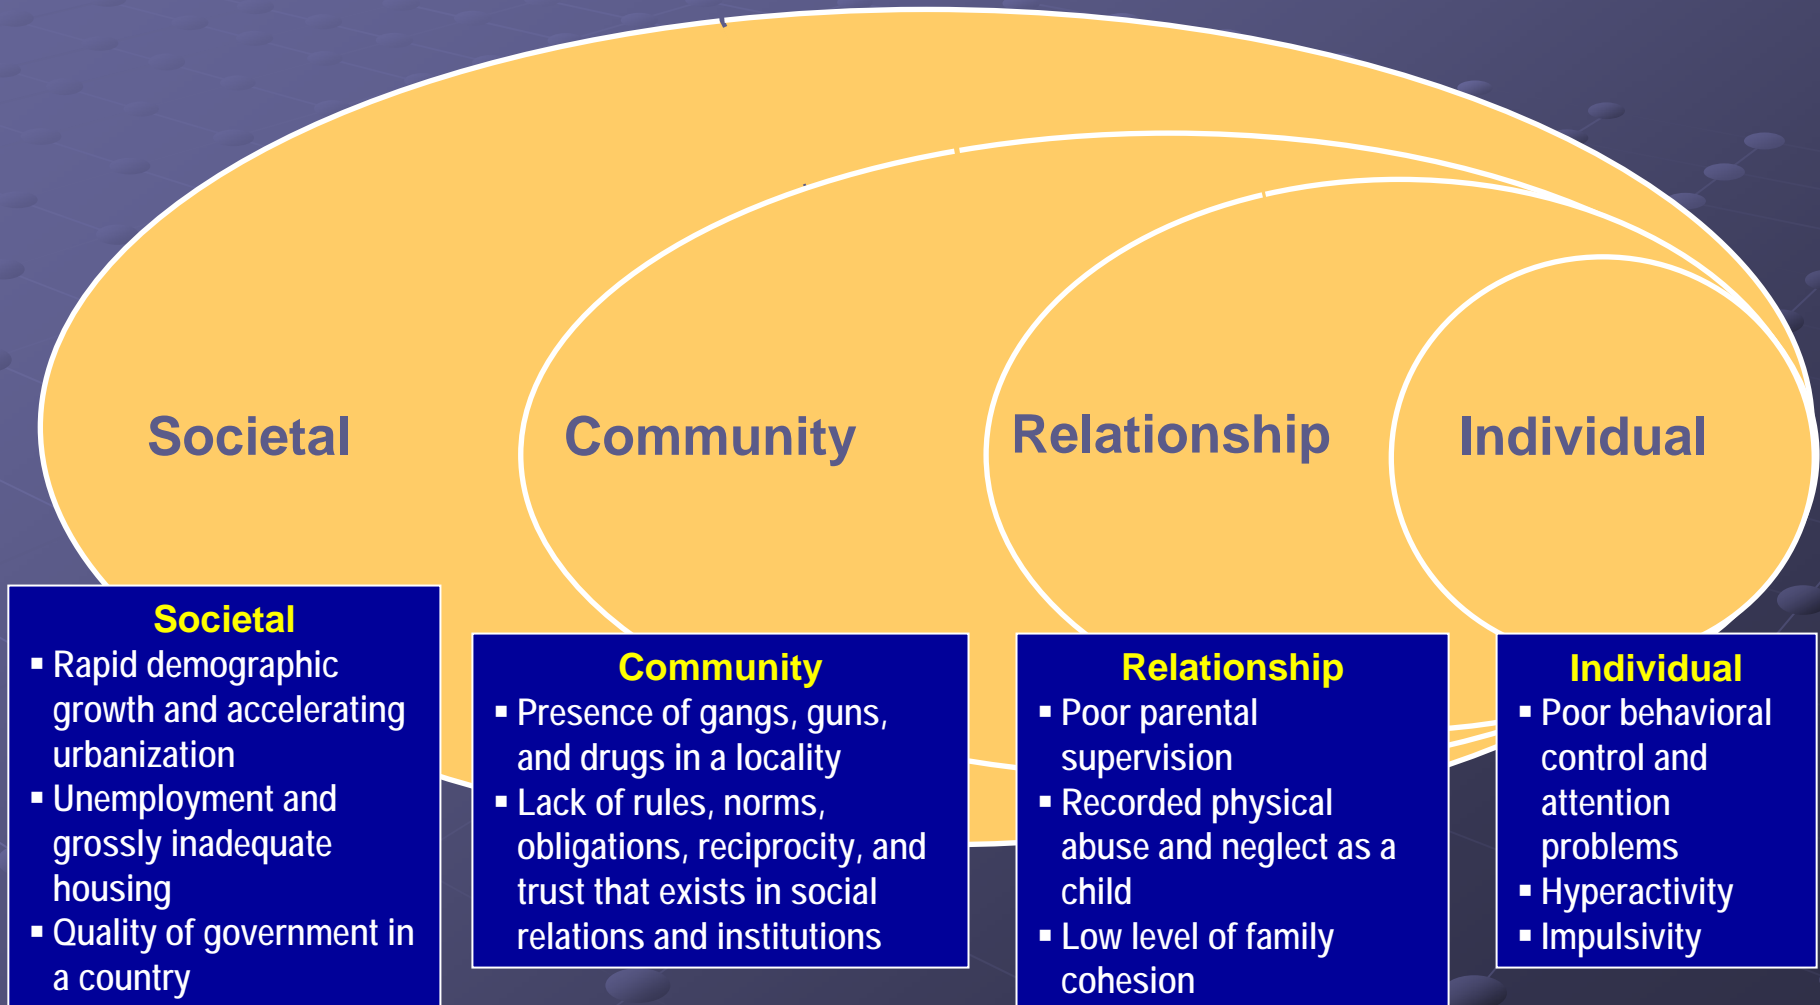 Societal
Community
Relationship
Individual
Societal
▪ Rapid demographic
growth and accelerating
urbanization
▪ Unemployment and
grossly inadequate
housing
▪ Quality of government in
a country
Community
▪ Presence of gangs, guns,
and drugs in a locality
▪ Lack of rules, norms,
obligations, reciprocity, and
trust that exists in social
relations and institutions
Relationship
▪ Poor parental
supervision
▪ Recorded physical
abuse and neglect as a
child
▪ Low level of family
cohesion
Individual
▪ Poor behavioral
control and
attention
problems
▪ Hyperactivity
▪ Impulsivity